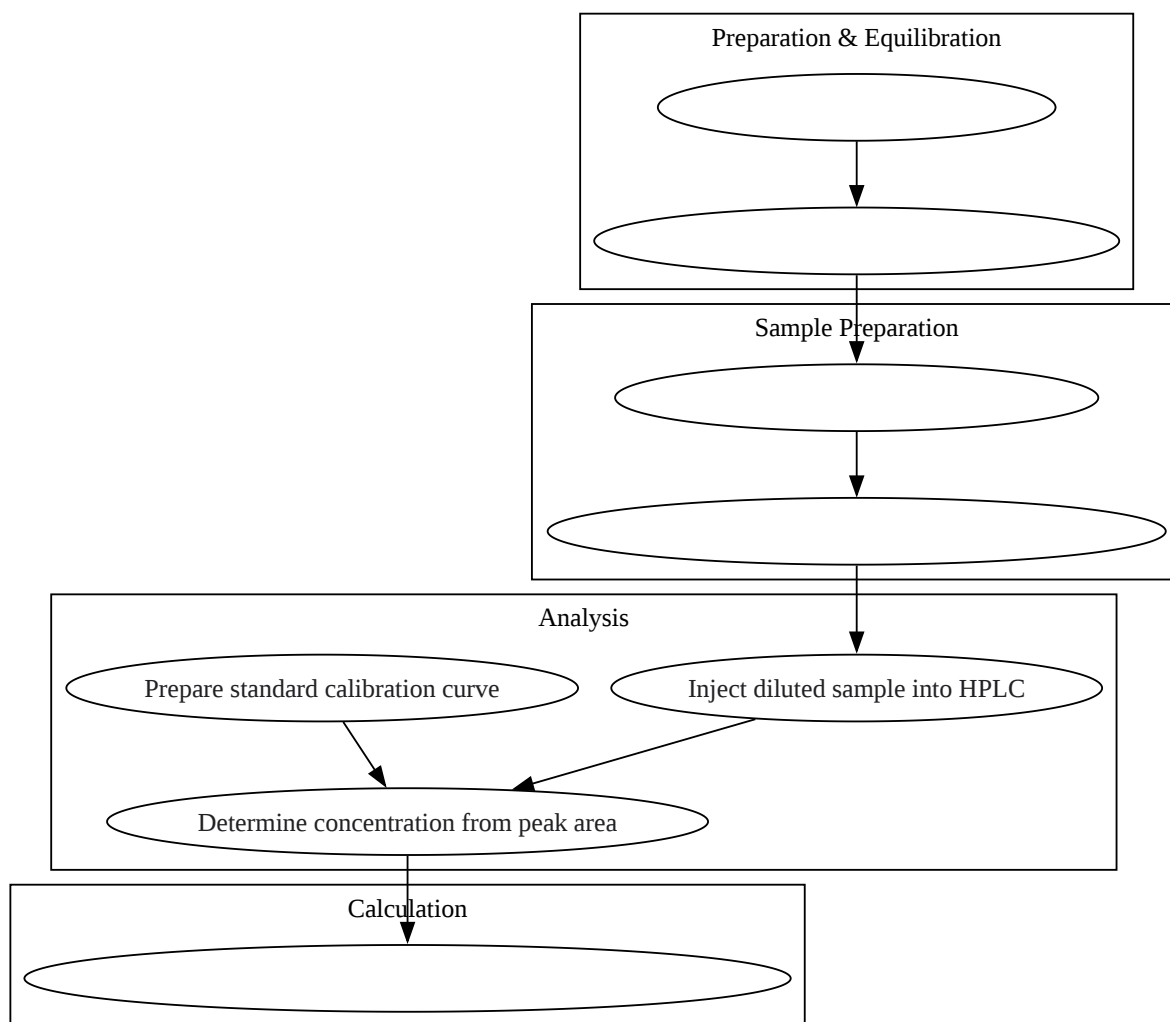 Preparation & Equilibration
Sample Preparation
Analysis
Prepare standard calibration curve
Inject diluted sample into HPLC
Determine concentration from peak area
Calculation